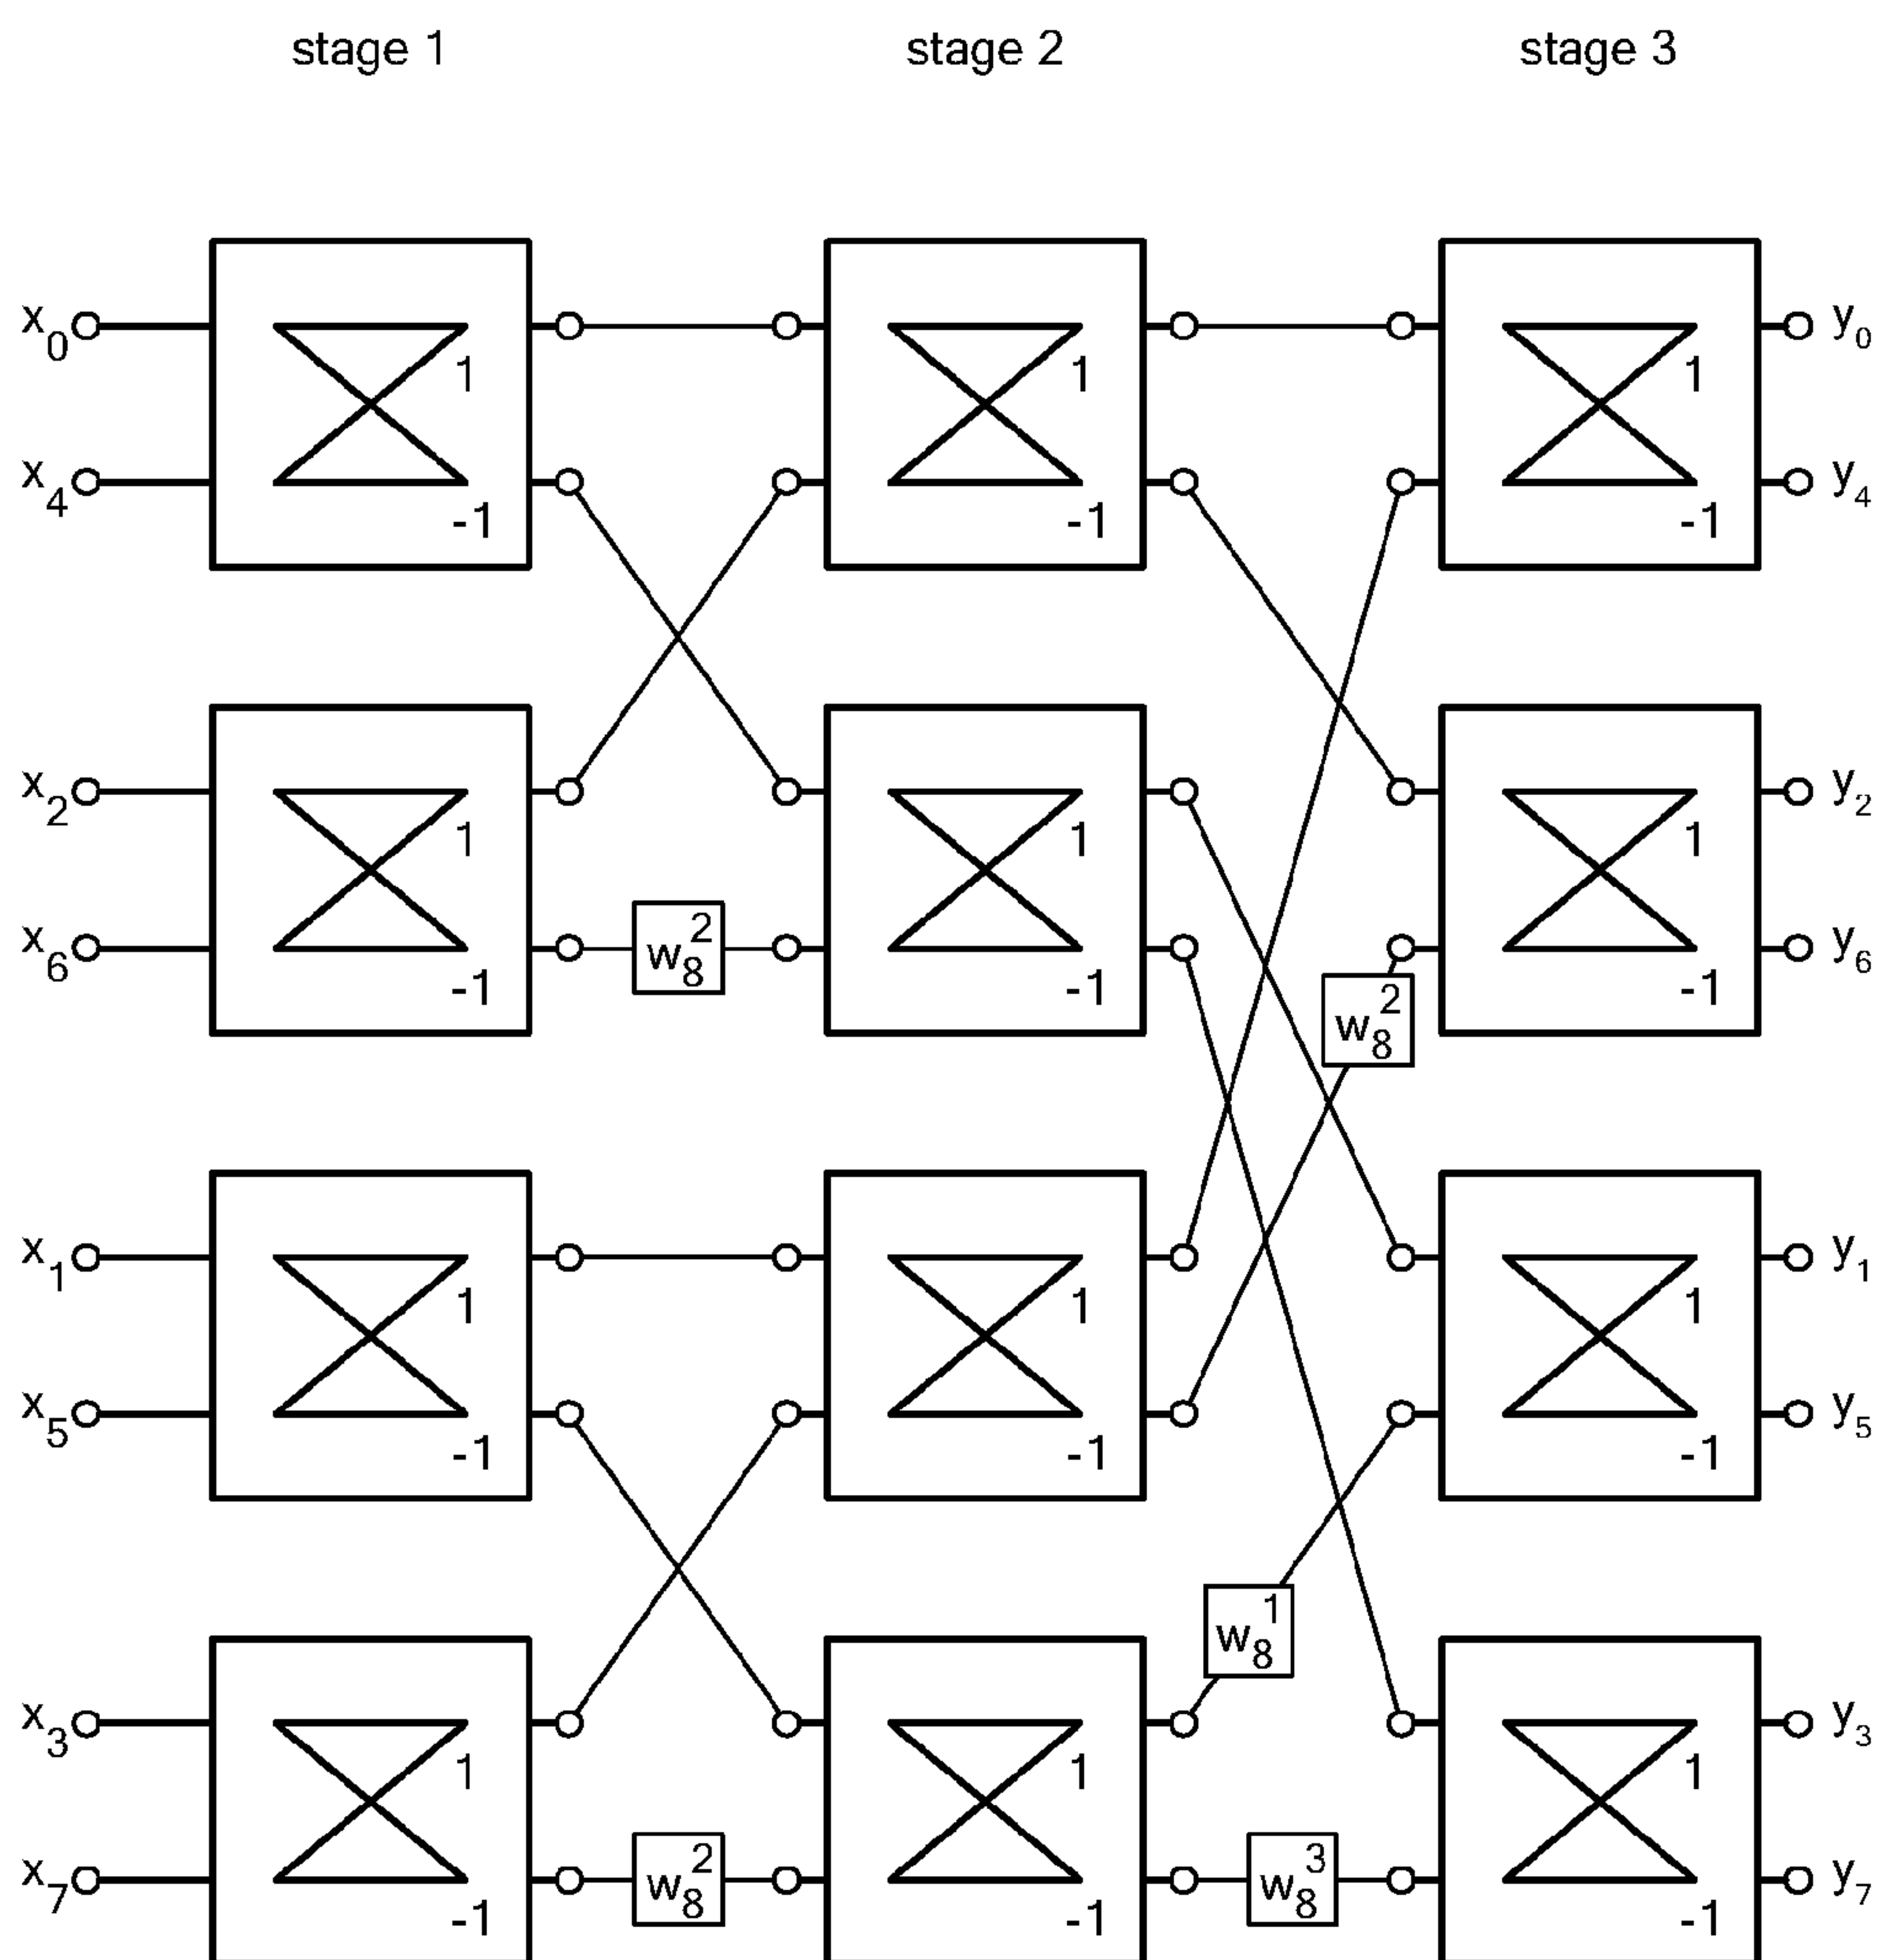 stage 1 stage 2 stage 3
x0 y0
1 1 1
x4 y4
-1 -1 -1
x2 y2
1 1 1
x6 w8^2 y6
-1 -1 -1
w8^2
x1 y1
1 1 1
x5 y5
-1 -1 -1
w8^1
x3 y3
1 1 1
x7 w8^2 w8^3 y7
-1 -1 -1